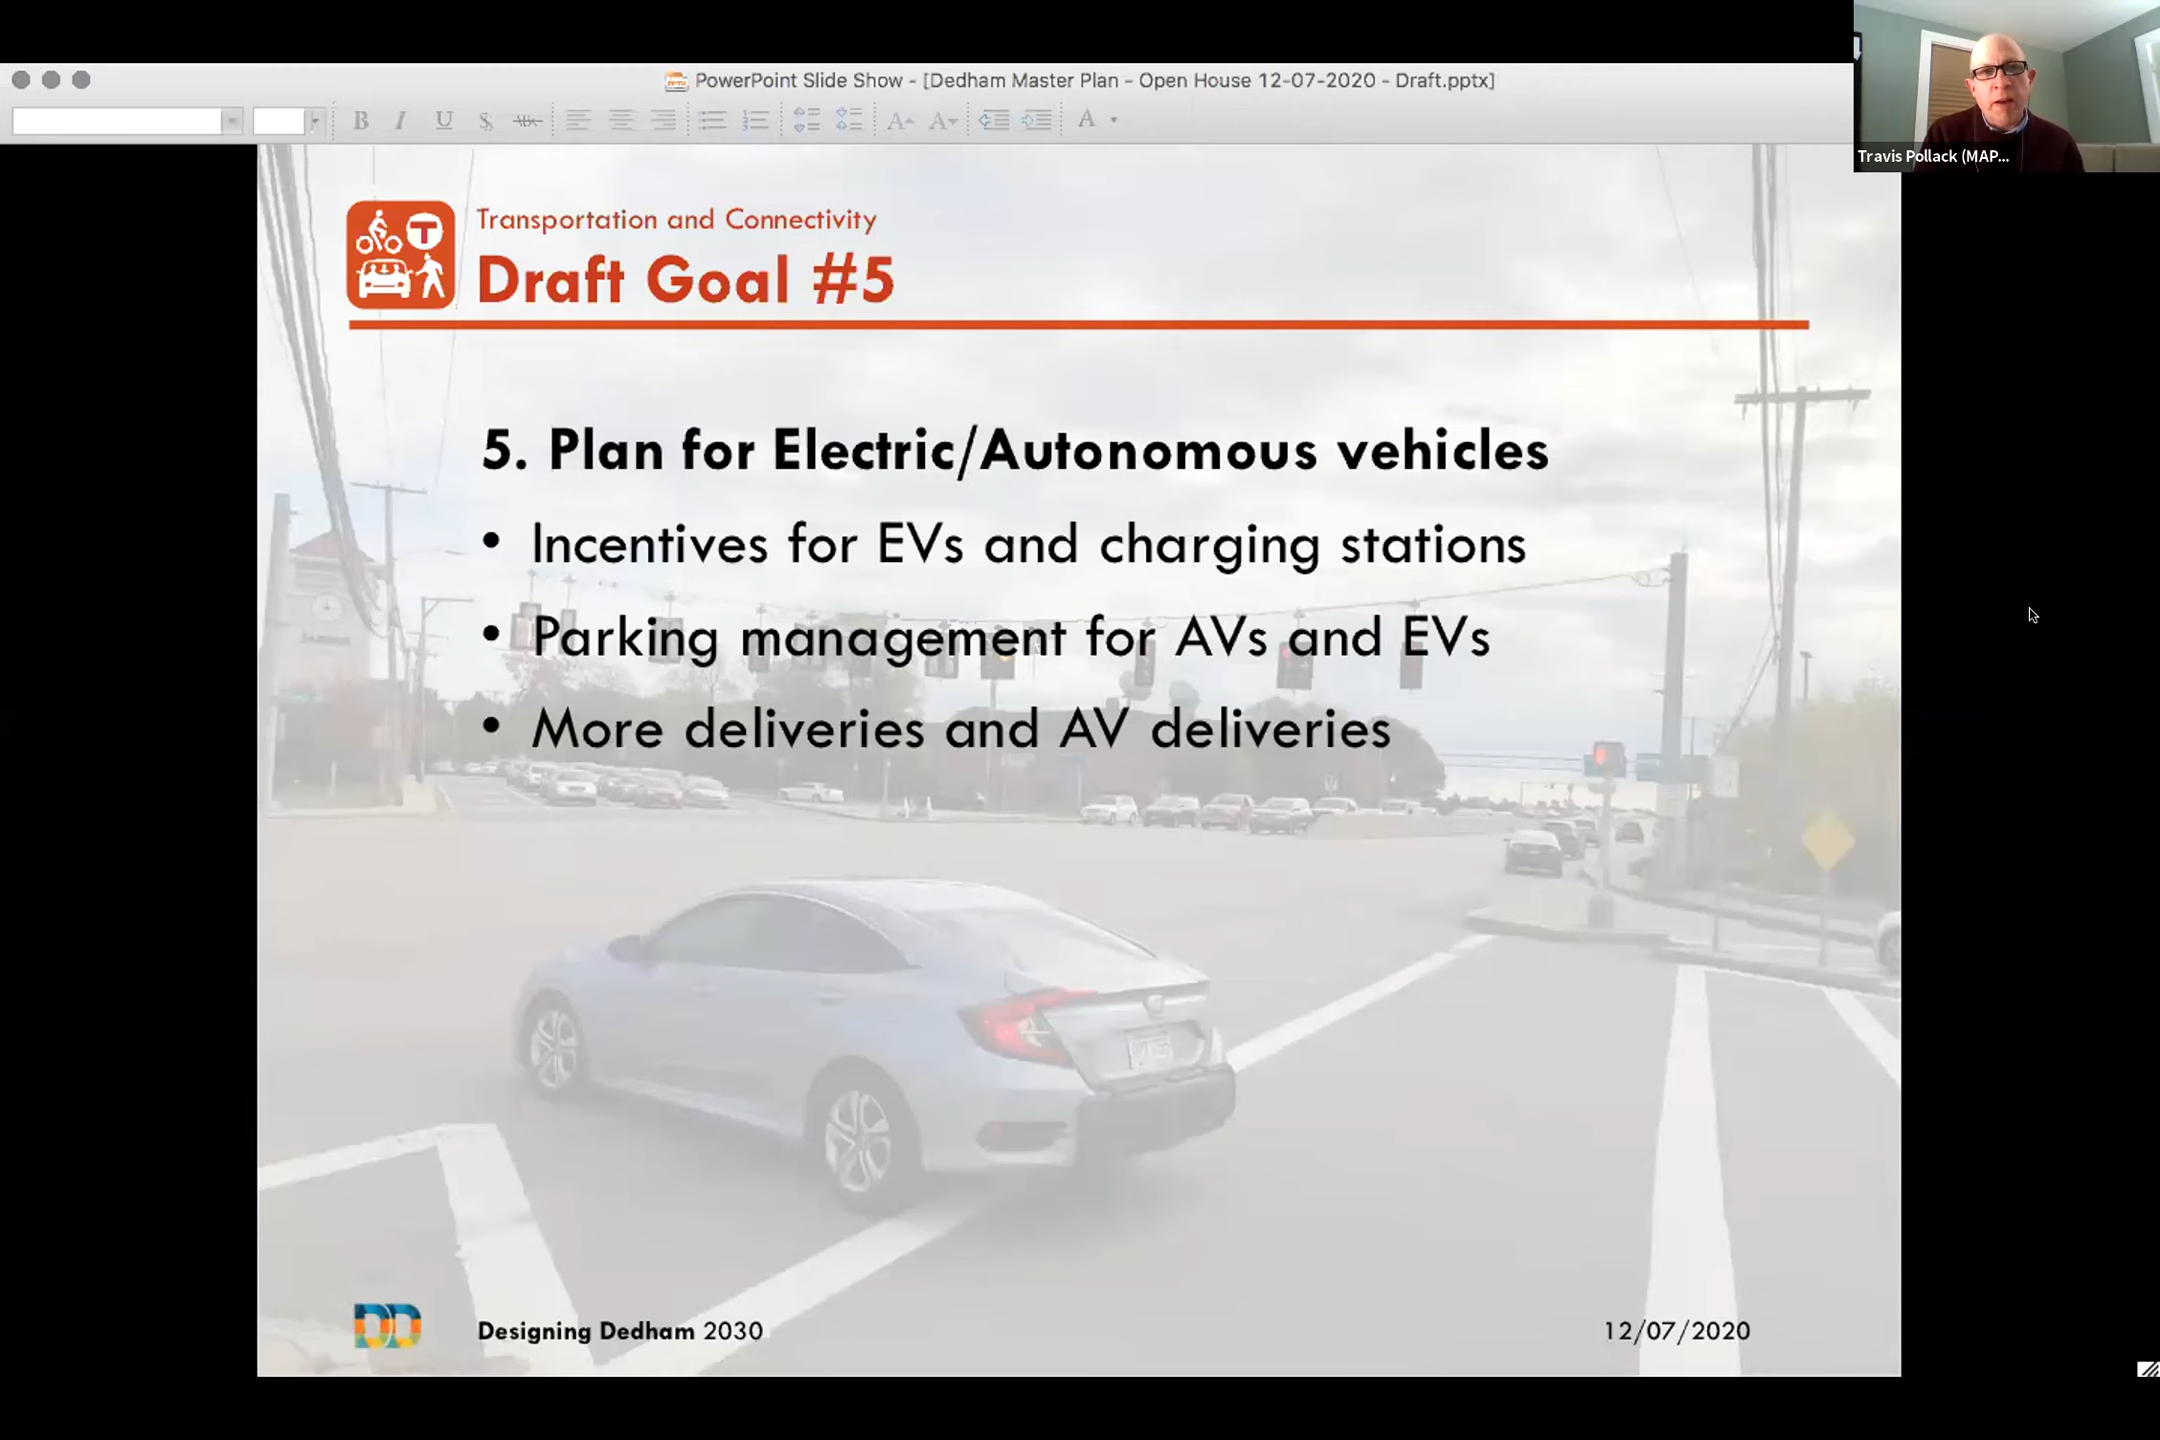 PowerPoint Slide Show - [Dedham Master Plan - Open House 12-07-2020 - Draft.pptx]
Travis Pollack (MAP...
Transportation and Connectivity
Draft Goal #5
5. Plan for Electric/Autonomous vehicles
• Incentives for EVs and charging stations
• Parking management for AVs and EVs
• More deliveries and AV deliveries
Designing Dedham 2030
12/07/2020